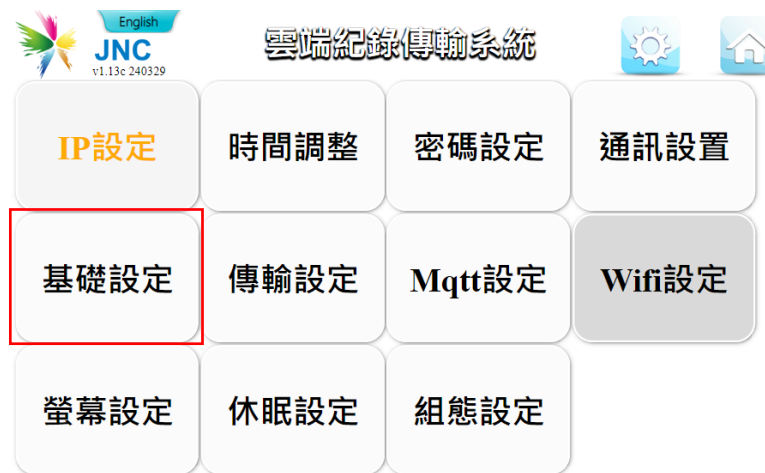 English
JNC
v1.13c 240329
雲端紀錄傳輸系統
IP設定
時間調整
密碼設定
通訊設置
基礎設定
傳輸設定
Mqtt設定
Wifi設定
螢幕設定
休眠設定
組態設定